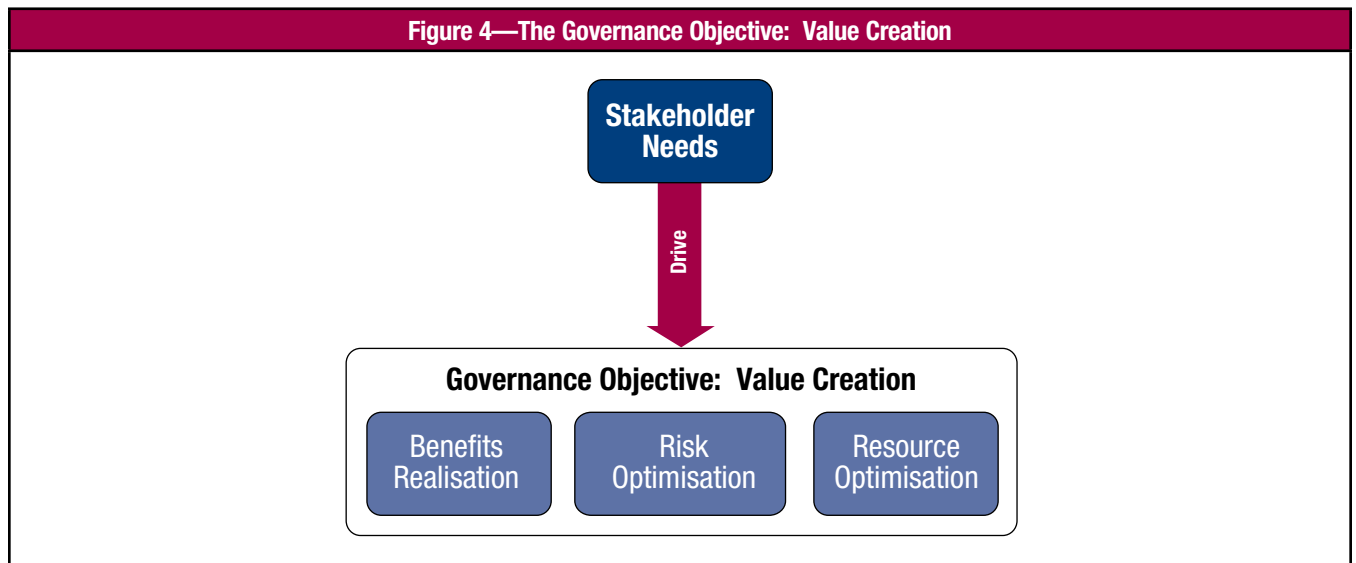 Figure 4—The Governance Objective: Value Creation
Stakeholder
Needs
Drive
Governance Objective: Value Creation
Benefits
Realisation
Risk
Optimisation
Resource
Optimisation